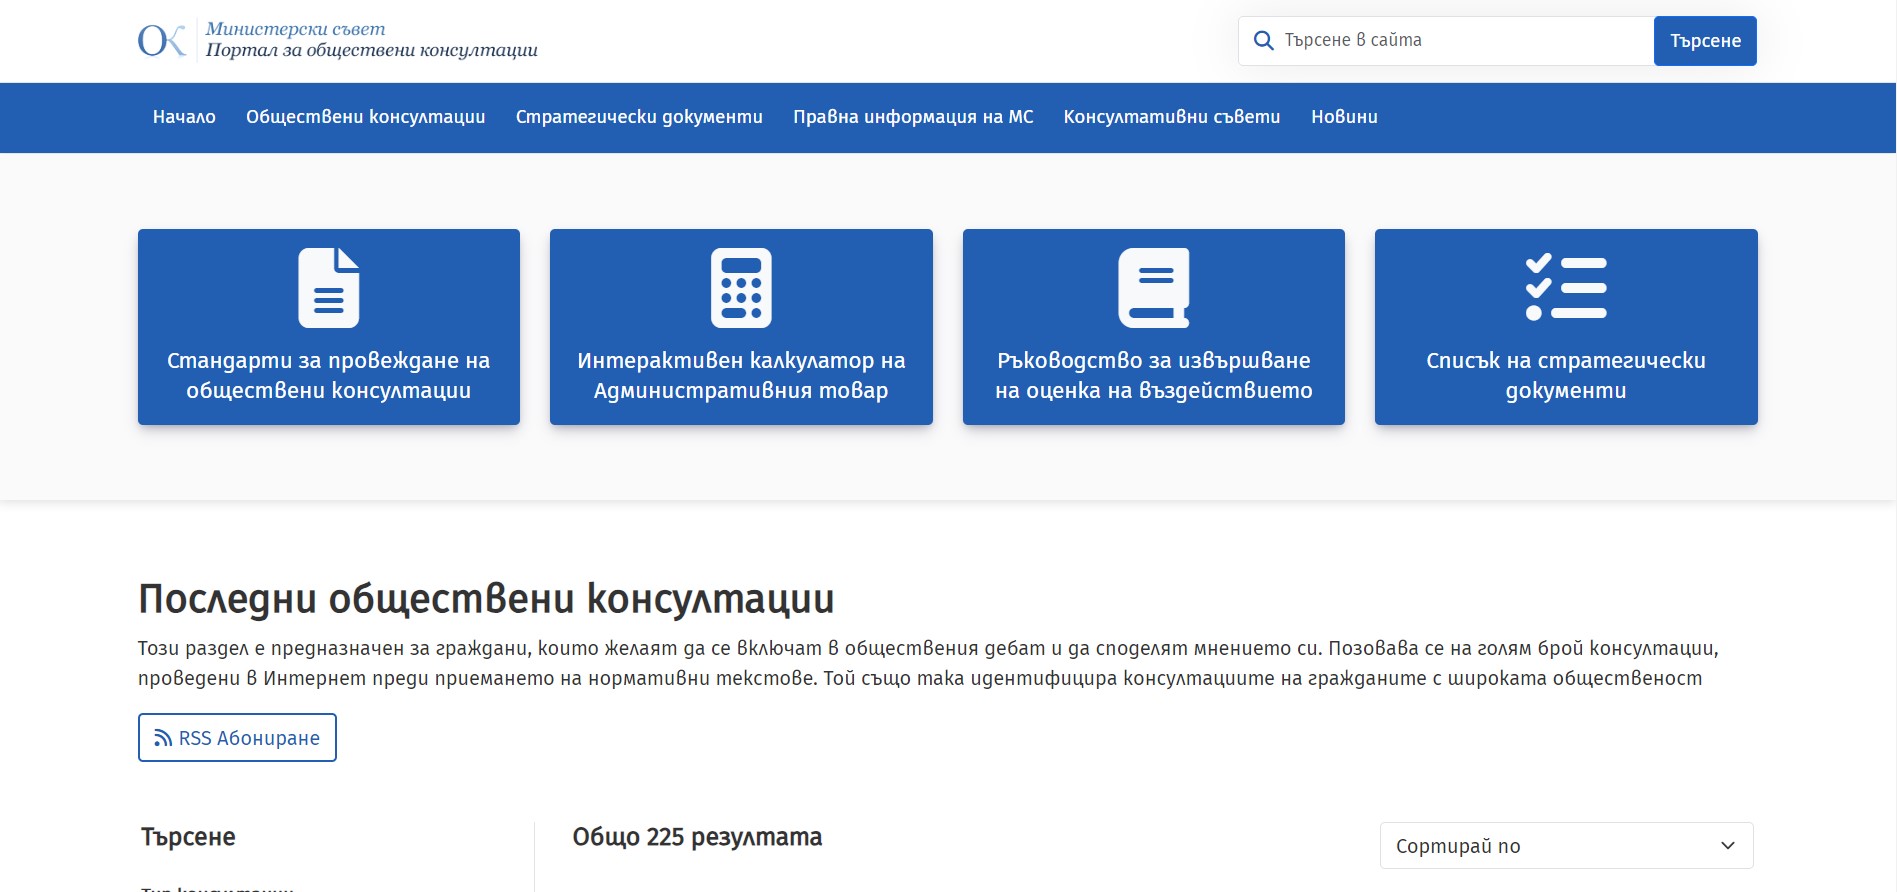 ОК
Министерски съвет
Портал за обществени консултации
Търсене в сайта
Търсене
Начало
Обществени консултации
Стратегически документи
Правна информация на МС
Консултативни съвети
Новини
Стандарти за провеждане на
обществени консултации
Интерактивен калкулатор на
Административния товар
Ръководство за извършване
на оценка на въздействието
Списък на стратегически
документи
Последни обществени консултации
Този раздел е предназначен за граждани, които желаят да се включат в обществения дебат и да споделят мнението си. Позовава се на голям брой консултации,
проведени в Интернет преди приемането на нормативни текстове. Той също така идентифицира консултациите на гражданите с широката общественост
RSS Абониране
Търсене
Общо 225 резултата
Сортирай по